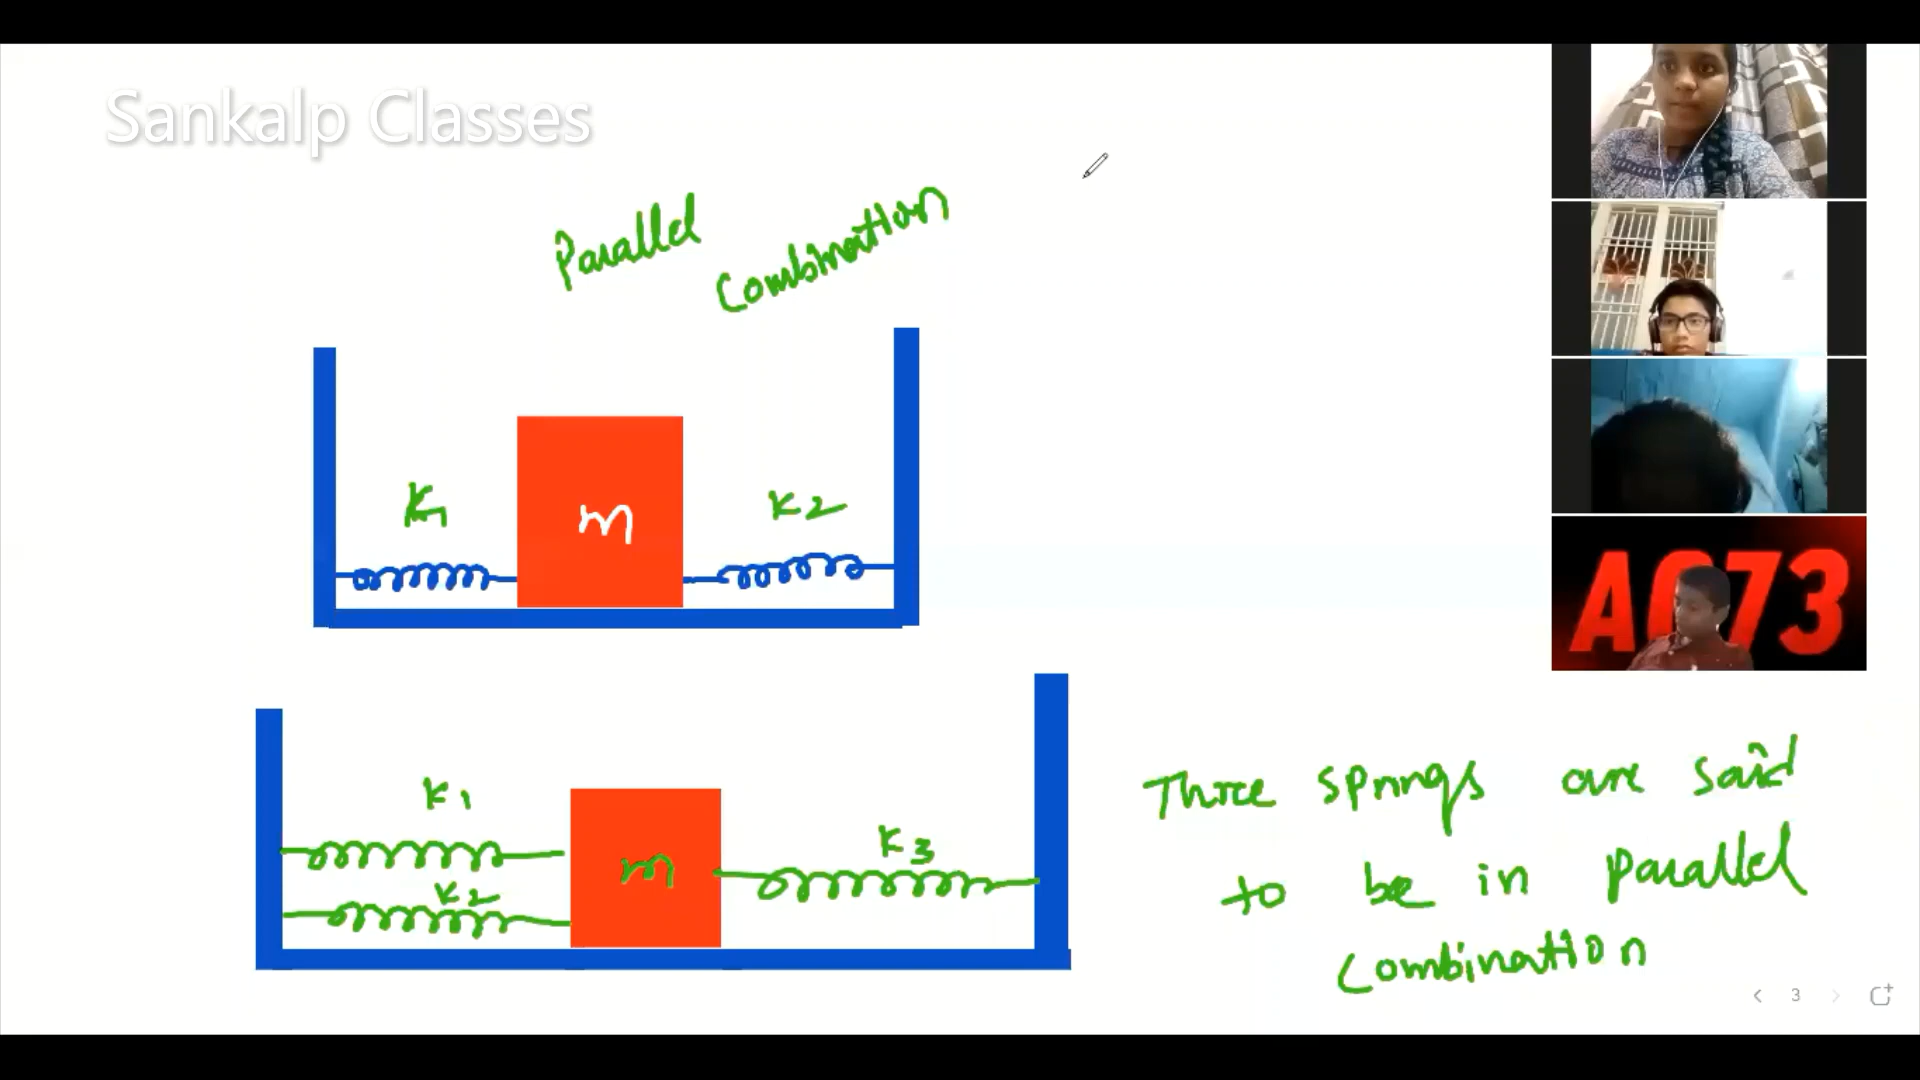 Sankalp Classes
Parallel
Combination
K1
m
K2
K1
K2
m
K3
Three springs are said
to be in parallel
combination
3
AG73